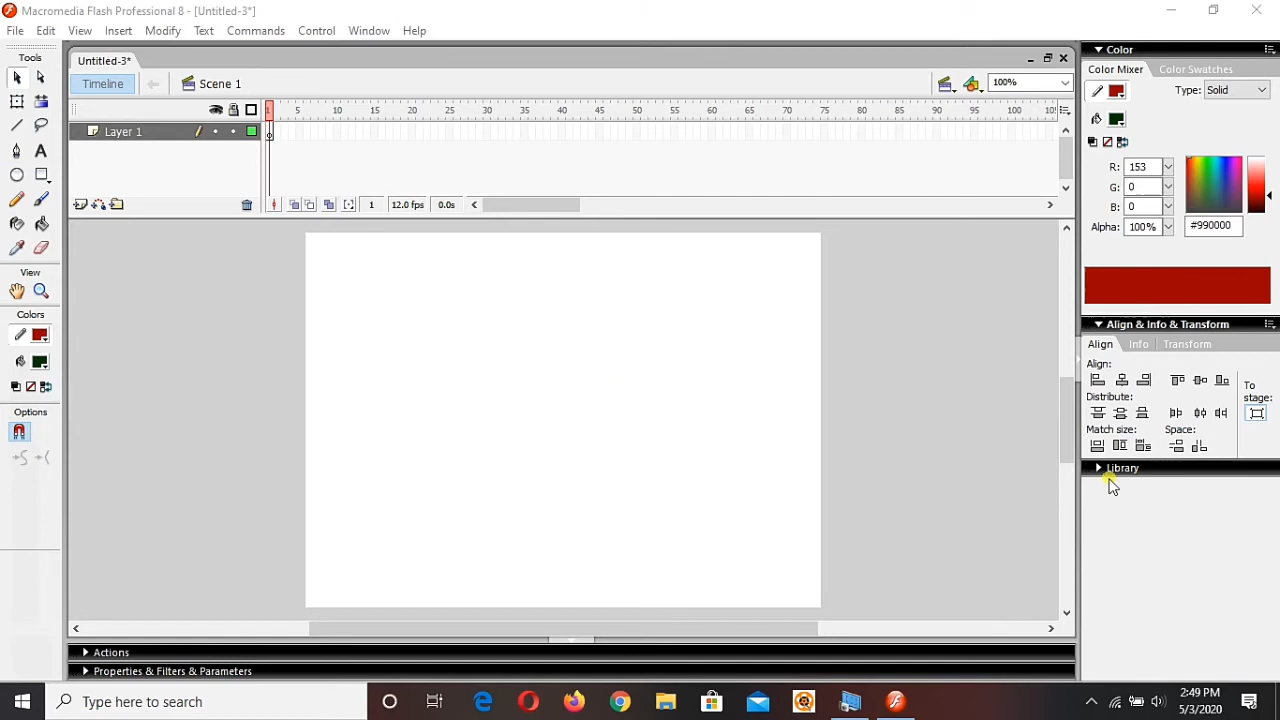 Macromedia Flash Professional 8 - [Untitled-3*]
File Edit View Insert Modify Text Commands Control Window Help
Tools
View
Colors
Options
Untitled-3*
Timeline Scene 1 100%
1 5 10 15 20 25 30 35 40 45 50 55 60 65 70 75 80 85 90 95 100 105
Layer 1
1 12.0 fps 0.0s
Actions
Properties & Filters & Parameters
Color
Color Mixer Color Swatches
Type: Solid
R: 153
G: 0
B: 0
Alpha: 100% #990000
Align & Info & Transform
Align Info Transform
Align:
To stage:
Distribute:
Match size: Space:
Library
Type here to search
2:49 PM
5/3/2020